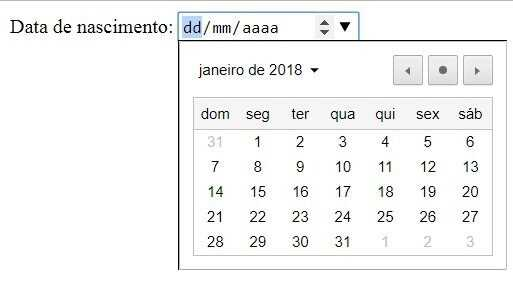 Data de nascimento: dd/mm/aaaa
janeiro de 2018
dom seg ter qua qui sex sáb
31 1 2 3 4 5 6
7 8 9 10 11 12 13
14 15 16 17 18 19 20
21 22 23 24 25 26 27
28 29 30 31 1 2 3